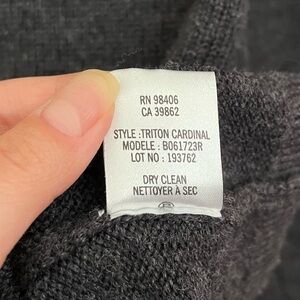 RN 98406
CA 39862
STYLE :TRITON CARDINAL
MODELE : B061723R
LOT NO : 193762
DRY CLEAN
NETTOYER À SEC